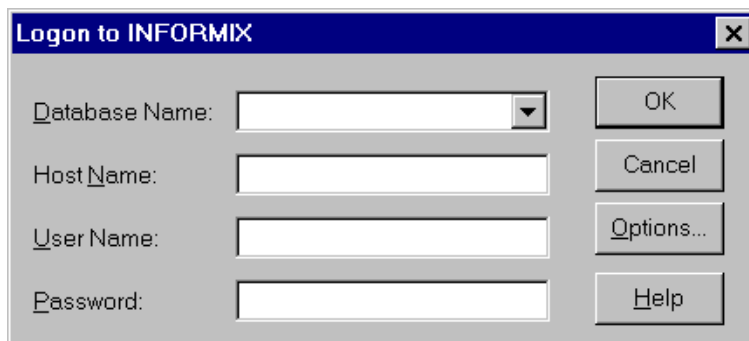 Logon to INFORMIX
Database Name:
OK
Host Name:
Cancel
User Name:
Options...
Password:
Help